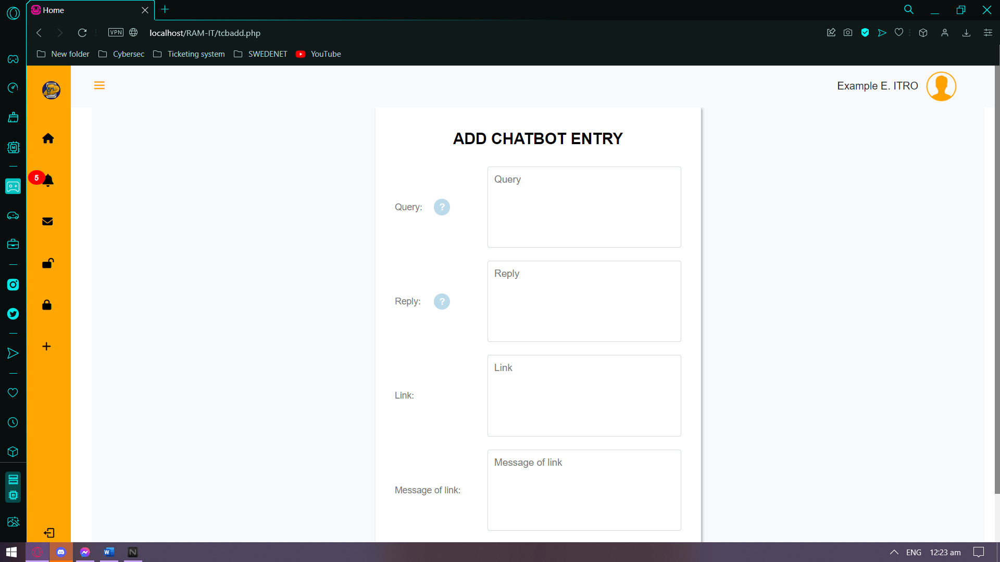 Home
VPN
localhost/RAM-IT/tcbadd.php
New folder
Cybersec
Ticketing system
SWEDENET
YouTube
Example E. ITRO
ADD CHATBOT ENTRY
Query: ?
Query
5
Reply: ?
Reply
Link:
Link
Message of link:
Message of link
ENG
12:23 am